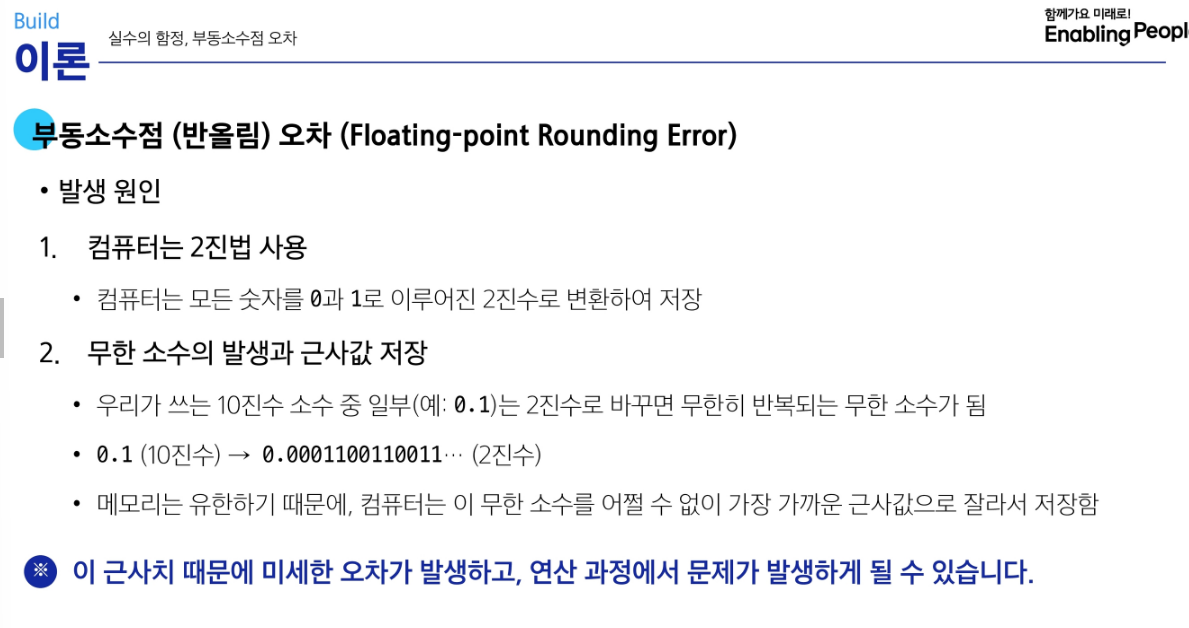 Build
이론
실수의 함정, 부동소수점 오차
함께가요 미래로!
Enabling Peopl
부동소수점 (반올림) 오차 (Floating-point Rounding Error)
• 발생 원인
1. 컴퓨터는 2진법 사용
• 컴퓨터는 모든 숫자를 0과 1로 이루어진 2진수로 변환하여 저장
2. 무한 소수의 발생과 근사값 저장
• 우리가 쓰는 10진수 소수 중 일부(예: 0.1)는 2진수로 바꾸면 무한히 반복되는 무한 소수가 됨
• 0.1 (10진수) → 0.0001100110011··· (2진수)
• 메모리는 유한하기 때문에, 컴퓨터는 이 무한 소수를 어쩔 수 없이 가장 가까운 근사값으로 잘라서 저장함
※ 이 근사치 때문에 미세한 오차가 발생하고, 연산 과정에서 문제가 발생하게 될 수 있습니다.